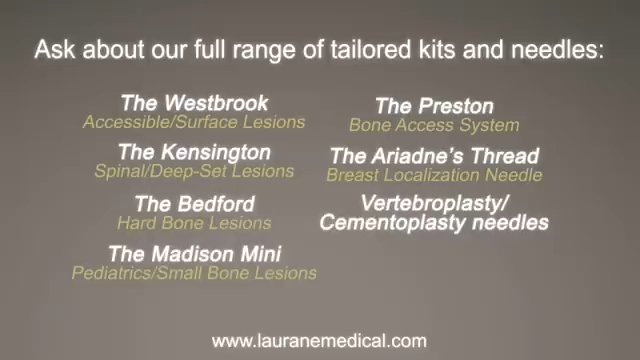 Ask about our full range of tailored kits and needles:
The Westbrook
Accessible/Surface Lesions
The Kensington
Spinal/Deep-Set Lesions
The Bedford
Hard Bone Lesions
The Madison Mini
Pediatrics/Small Bone Lesions
The Preston
Bone Access System
The Ariadne's Thread
Breast Localization Needle
Vertebroplasty/
Cementoplasty needles
www.lauranemedical.com